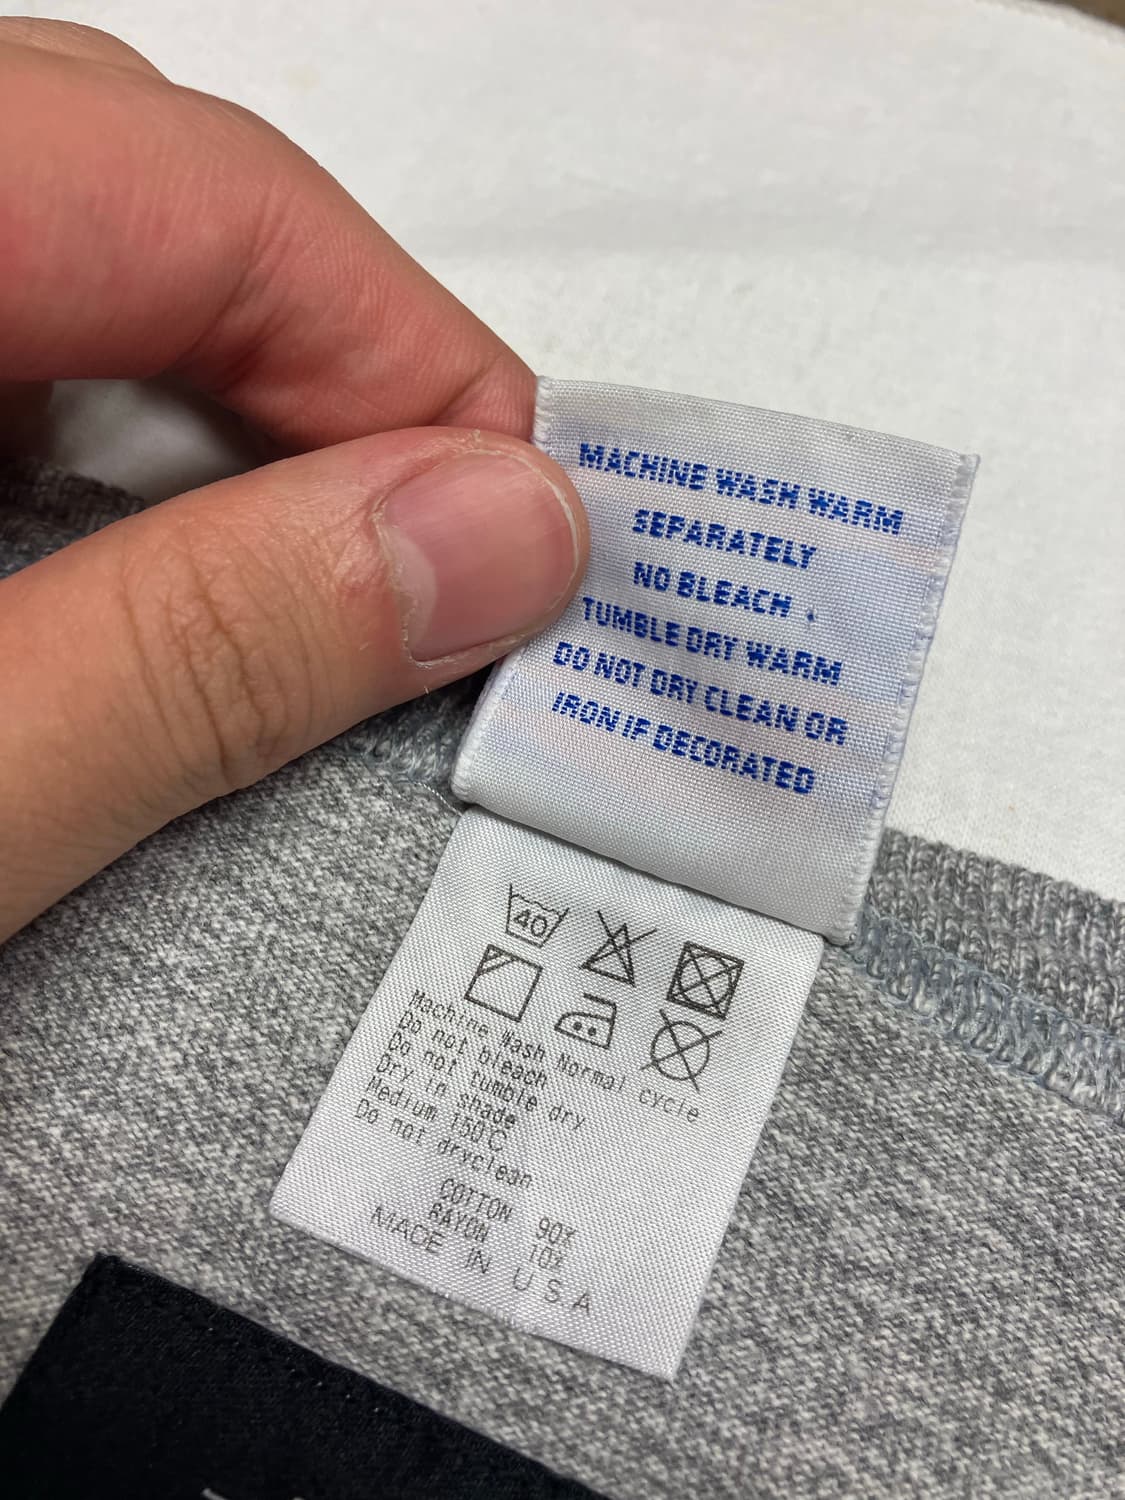 MACHINE WASH WARM
SEPARATELY
NO BLEACH
TUMBLE DRY WARM
DO NOT DRY CLEAN OR
IRON IF DECORATED
40
Machine Wash Normal cycle
Do not bleach
Do not tumble dry
Dry in shade
Medium 150℃
Do not dryclean
COTTON 90%
RAYON 10%
MADE IN U.S.A